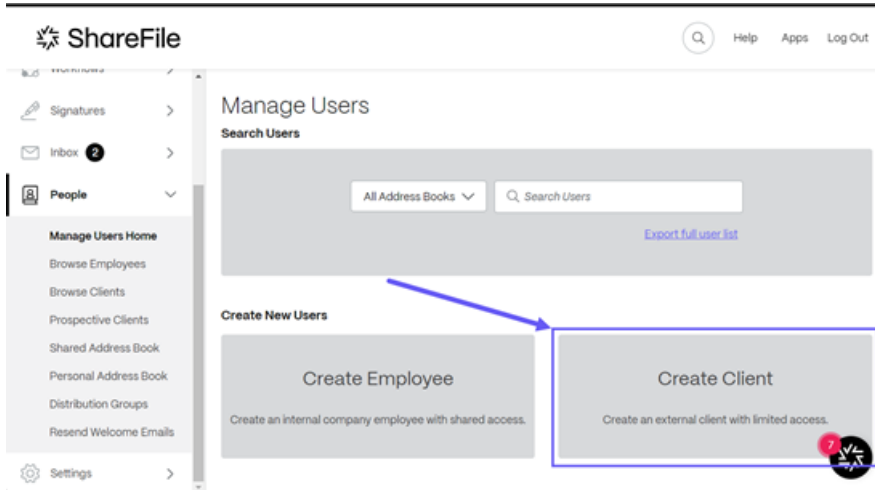 ShareFile
Help Apps Log Out
Workflows
Signatures
Inbox 2
People
Manage Users Home
Browse Employees
Browse Clients
Prospective Clients
Shared Address Book
Personal Address Book
Distribution Groups
Resend Welcome Emails
Settings
Manage Users
Search Users
All Address Books
Search Users
Export full user list
Create New Users
Create Employee
Create an internal company employee with shared access.
Create Client
Create an external client with limited access.
7